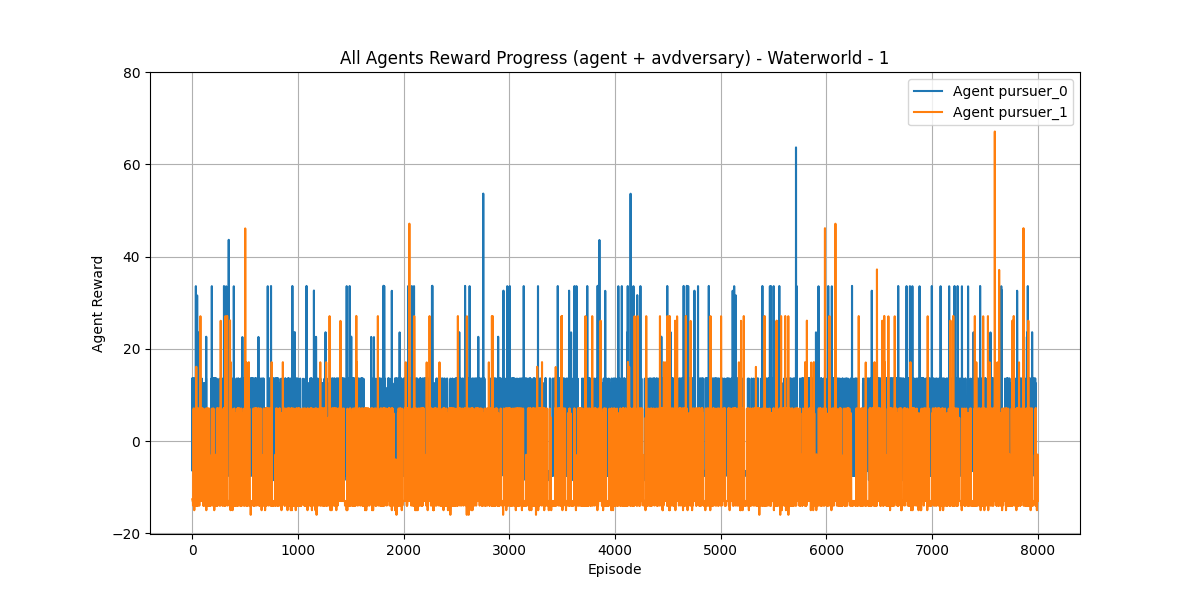 All Agents Reward Progress (agent + avdversary) - Waterworld - 1
80
60
40
20
0
−20
Agent Reward
Agent pursuer_0
Agent pursuer_1
0 1000 2000 3000 4000 5000 6000 7000 8000
Episode